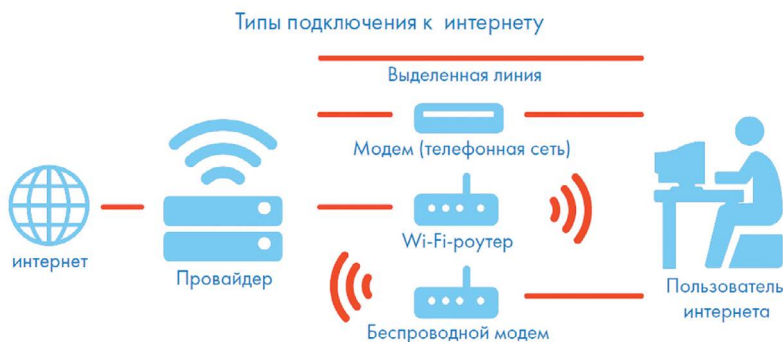 Типы подключения к интернету
Выделенная линия
Модем (телефонная сеть)
Wi-Fi-роутер
интернет
Провайдер
Беспроводной модем
Пользователь
интернета